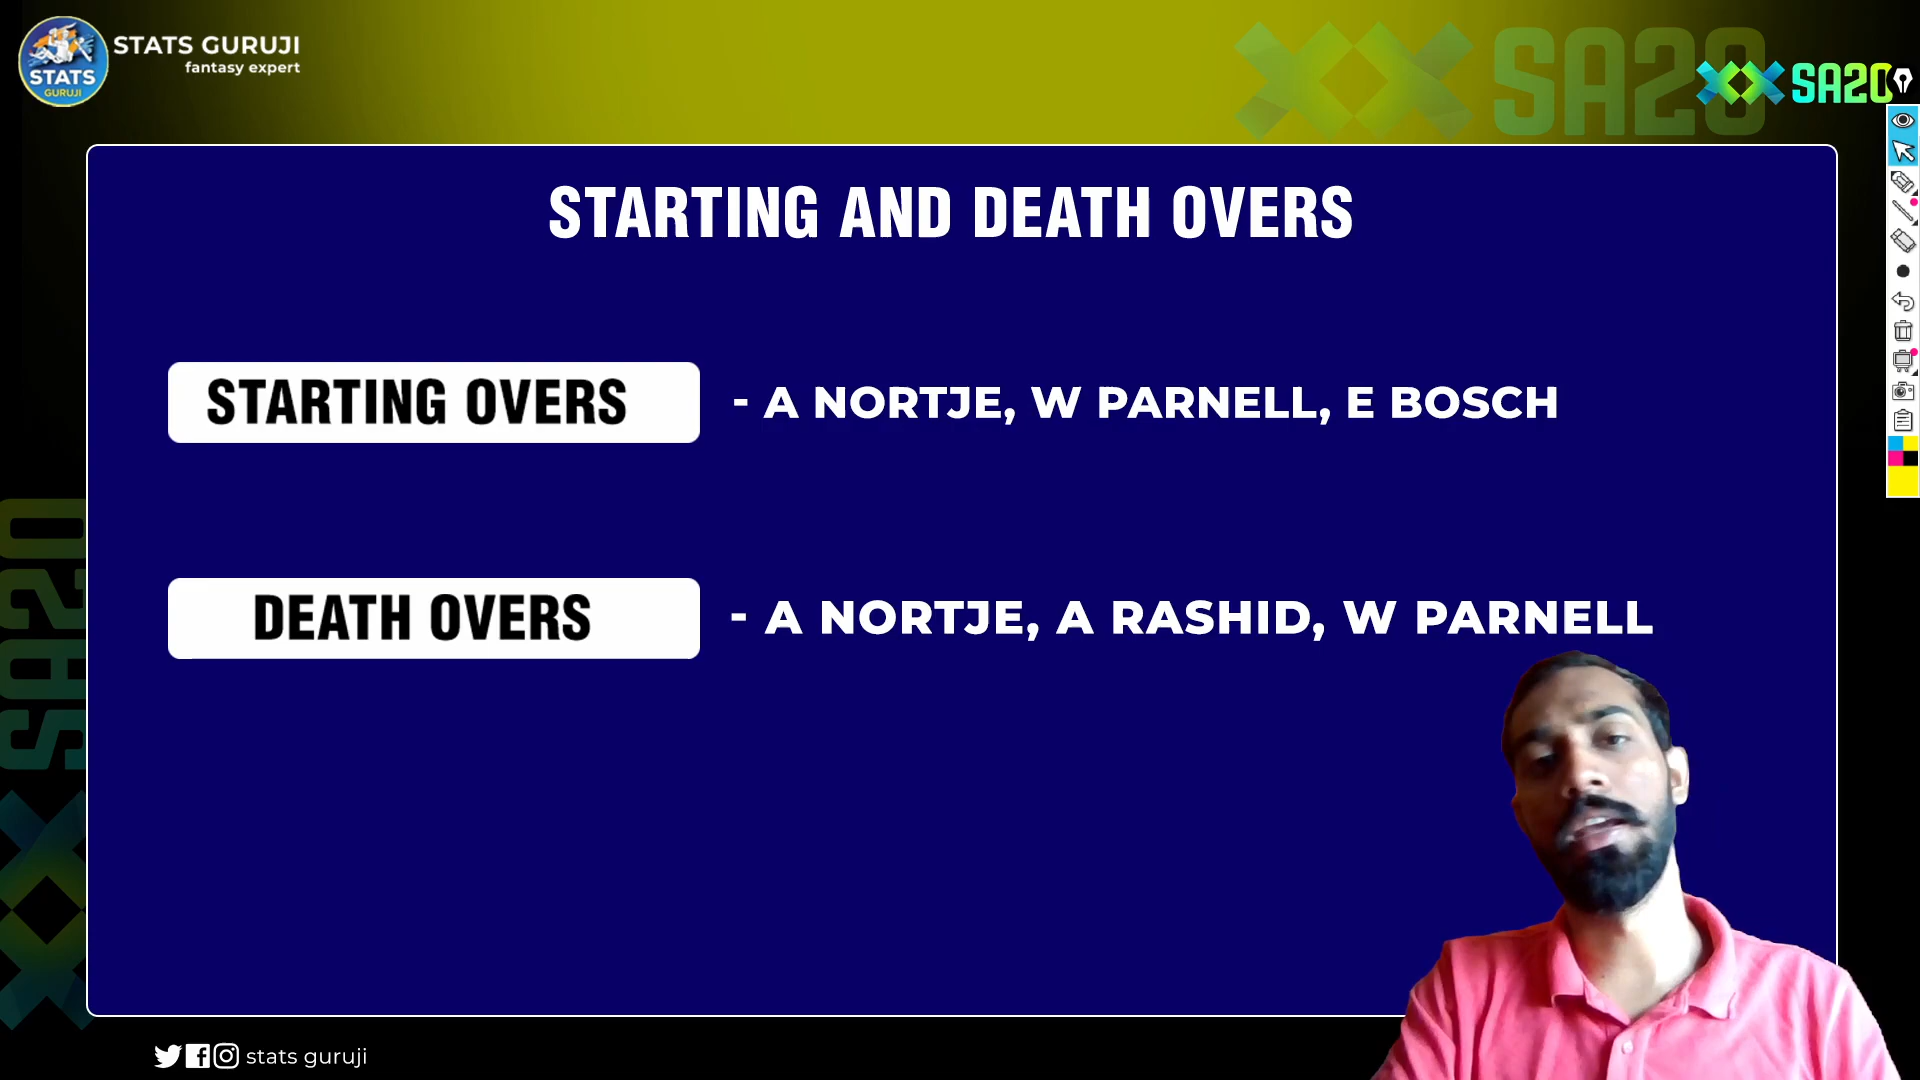 STATS GURUJI
fantasy expert
STATS
GURUJI
SA20
SA20
STARTING AND DEATH OVERS
STARTING OVERS
- A NORTJE, W PARNELL, E BOSCH
DEATH OVERS
- A NORTJE, A RASHID, W PARNELL
SA20
stats guruji